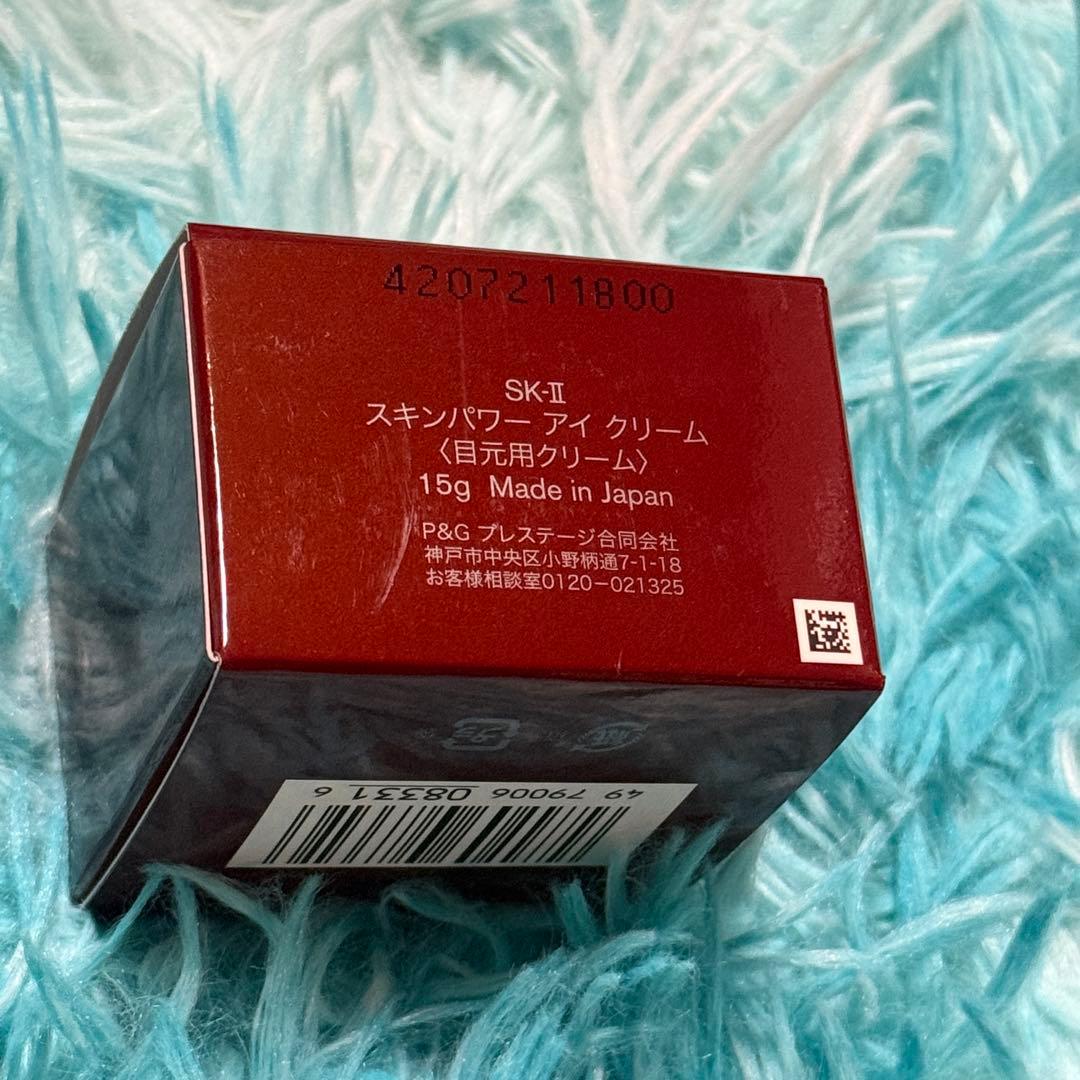 4207211800
SK-Ⅱ
スキンパワー アイ クリーム
〈目元用クリーム〉
15g Made in Japan
P&G プレステージ合同会社
神戸市中央区小野柄通7-1-18
お客様相談室0120-021325
プラ
紙
49 79006 08331 6